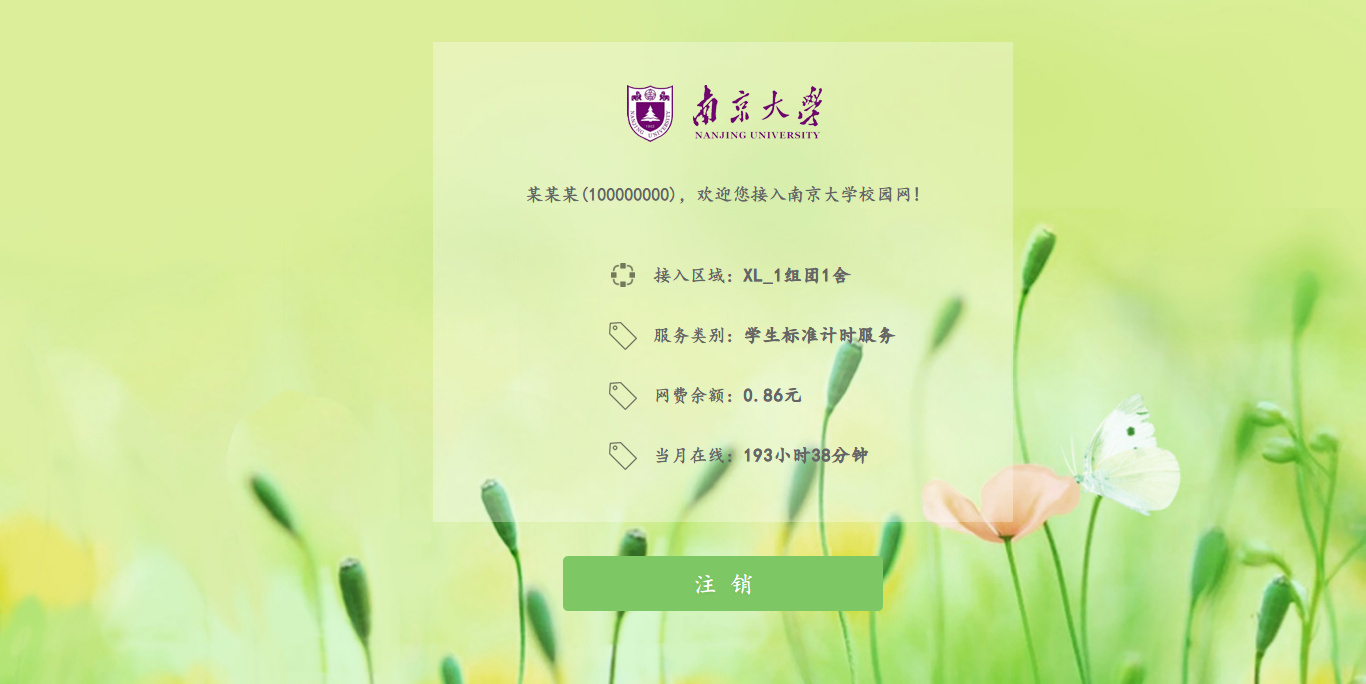 南京大學
NANJING UNIVERSITY
某某某(100000000)，欢迎您接入南京大学校园网！
接入区域：XL_1组团1舍
服务类别：学生标准计时服务
网费余额：0.86元
当月在线：193小时38分钟
注 销